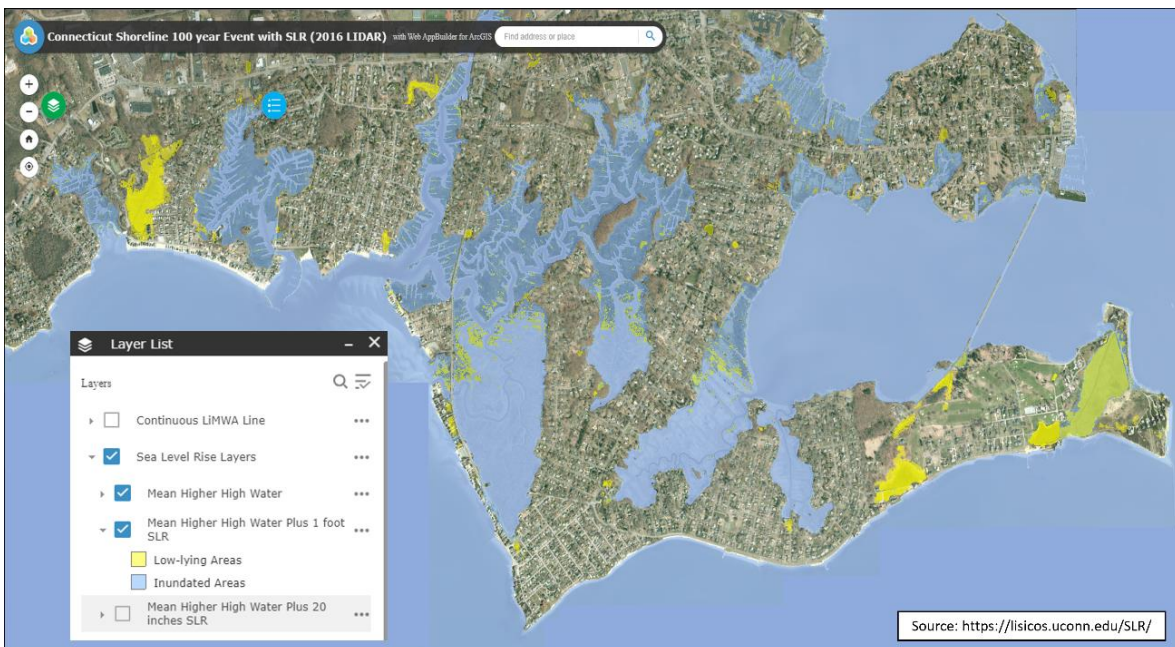 Connecticut Shoreline 100 year Event with SLR (2016 LIDAR) with Web AppBuilder for ArcGIS Find address or place
Layer List
Layers
Continuous LiMWA Line
Sea Level Rise Layers
Mean Higher High Water
Mean Higher High Water Plus 1 foot
SLR
Low-lying Areas
Inundated Areas
Mean Higher High Water Plus 20
inches SLR
Source: https://lisicos.uconn.edu/SLR/